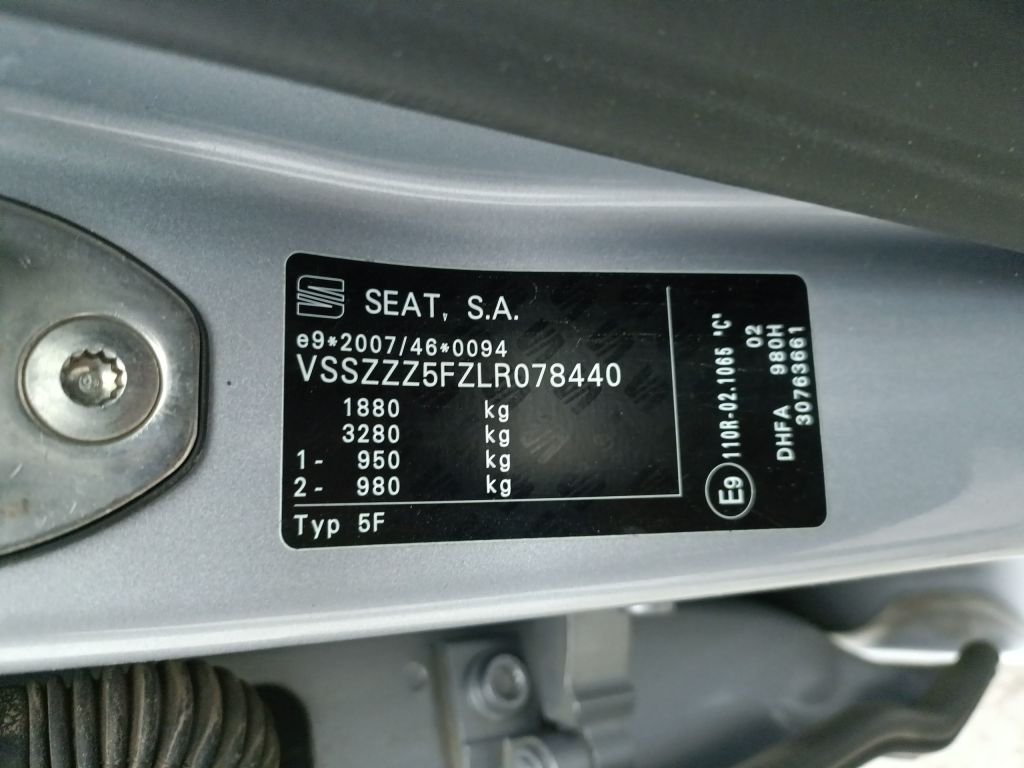 SEAT, S.A.
e9*2007/46*0094
VSSZZZ5FZLR078440
1880 kg
3280 kg
1- 950 kg
2- 980 kg
Typ 5F
E9 110R-02.1065 "C"
02
DHFA 980H
30763661